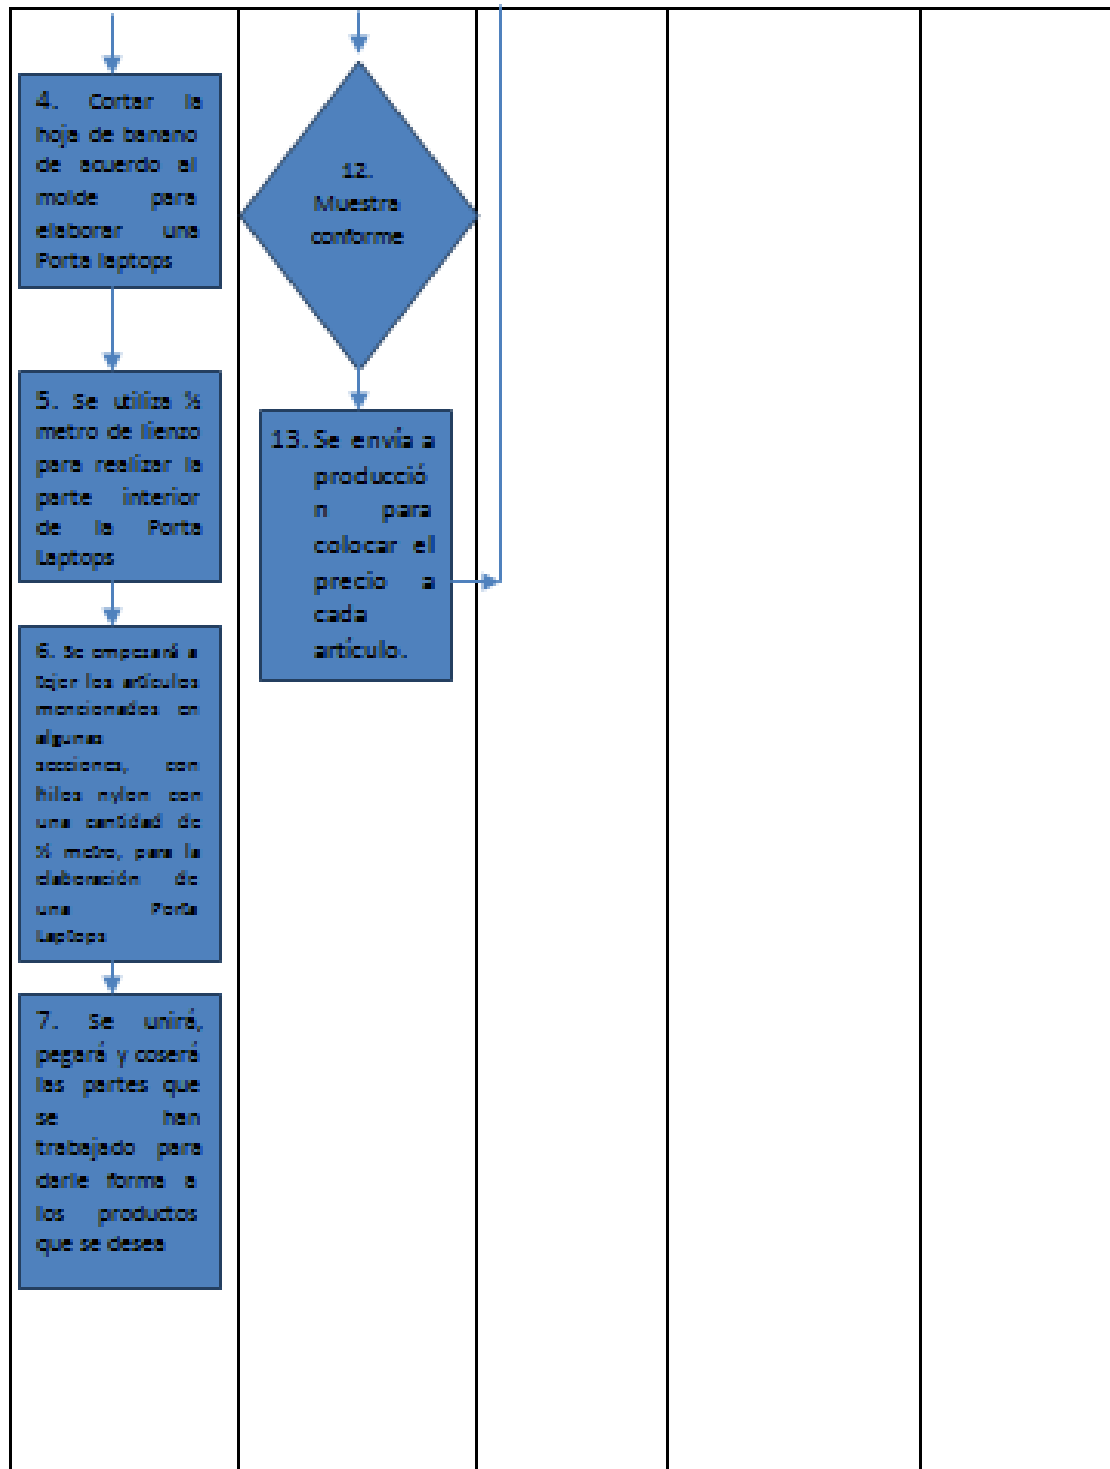 4. Cortar la
hoja de banano
de acuerdo al
molde para
elaborar una
Porta laptops
5. Se utiliza ½
metro de lienzo
para realizar la
parte interior
de la Porta
Laptops
6. Se empezará a
tejer los artículos
mencionados en
algunas
secciones, con
hilos nylon con
una cantidad de
½ metro, para la
elaboración de
una Porta
Laptops
7. Se unirá,
pegará y coserá
las partes que
se han
trabajado para
darle forma a
los productos
que se desea
12.
Muestra
conforme
13. Se envía a
producció
n para
colocar el
precio a
cada
artículo.